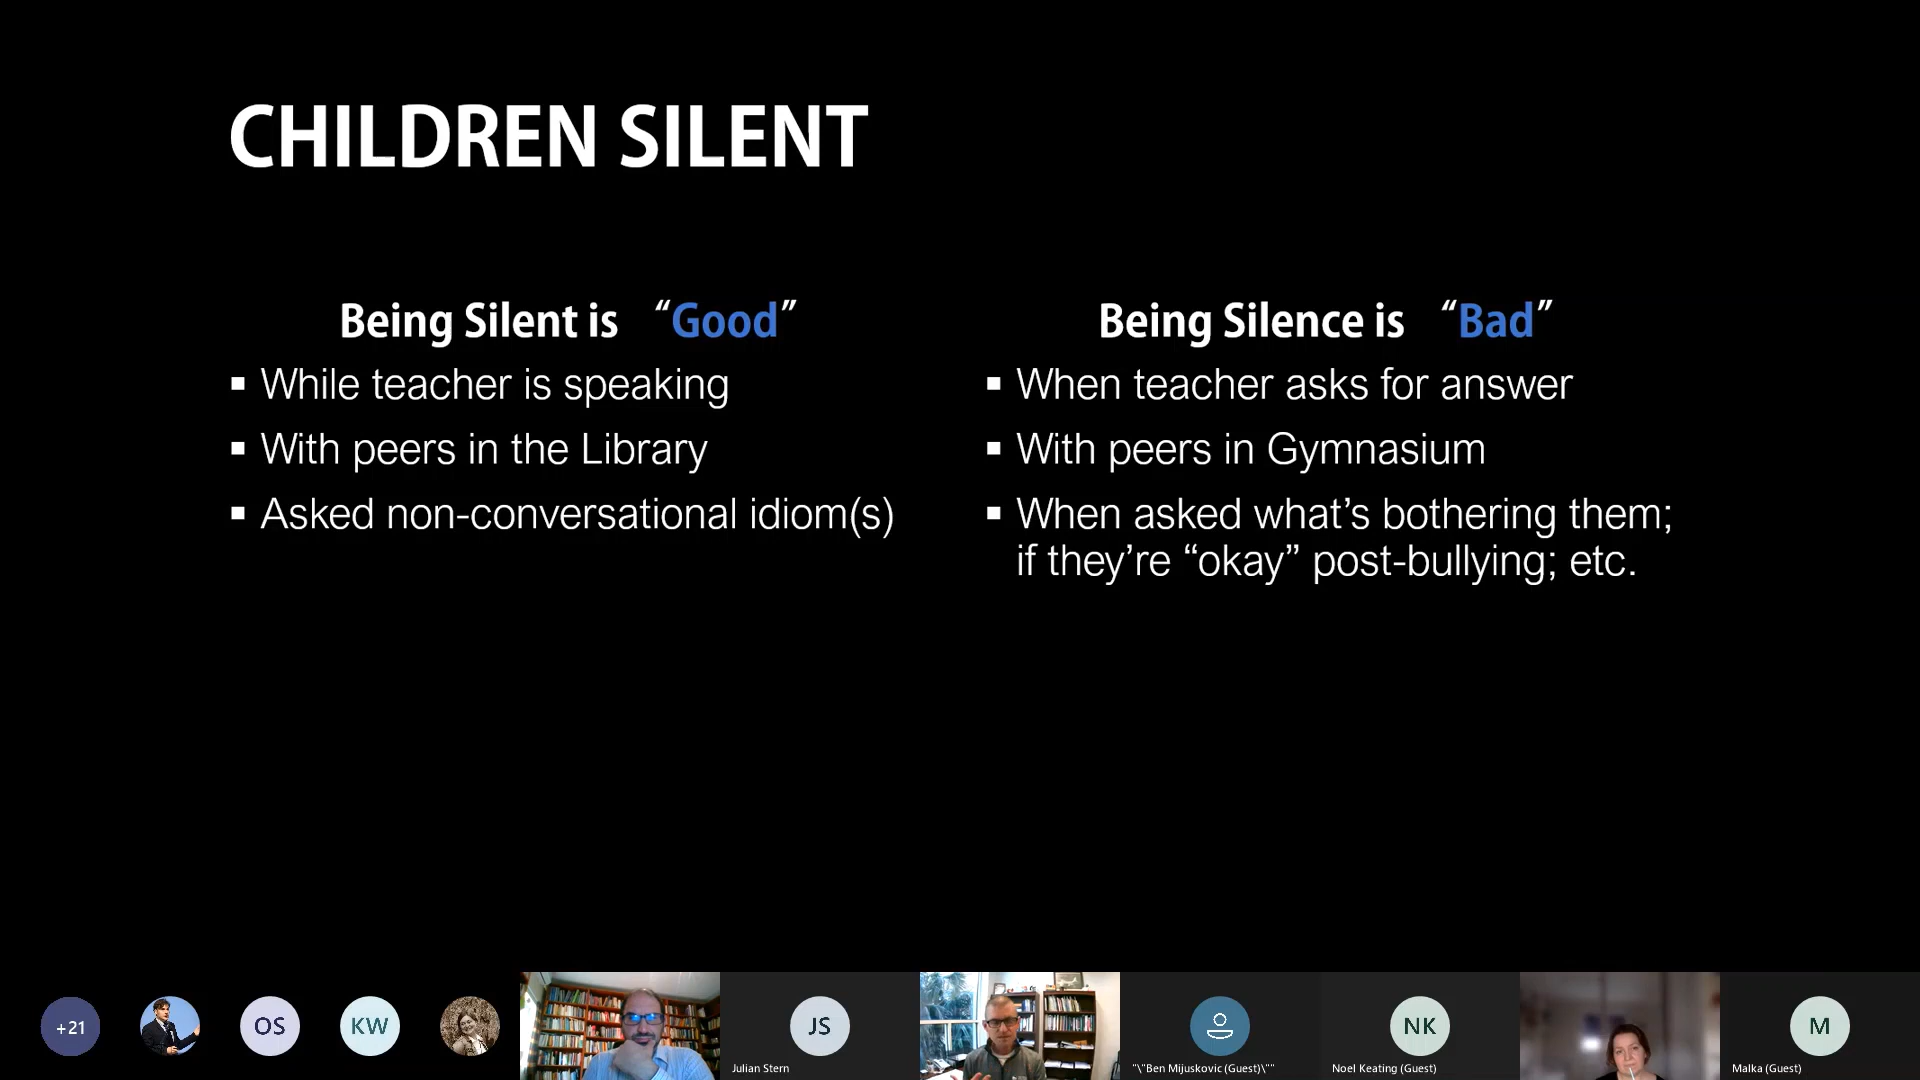 CHILDREN SILENT
Being Silent is “Good”
▪ While teacher is speaking
▪ With peers in the Library
▪ Asked non-conversational idiom(s)
Being Silence is “Bad”
▪ When teacher asks for answer
▪ With peers in Gymnasium
▪ When asked what’s bothering them;
if they’re “okay” post-bullying; etc.
+21
OS
KW
JS
Julian Stern
"\"Ben Mijuskovic (Guest)\""
NK
Noel Keating (Guest)
M
Malka (Guest)